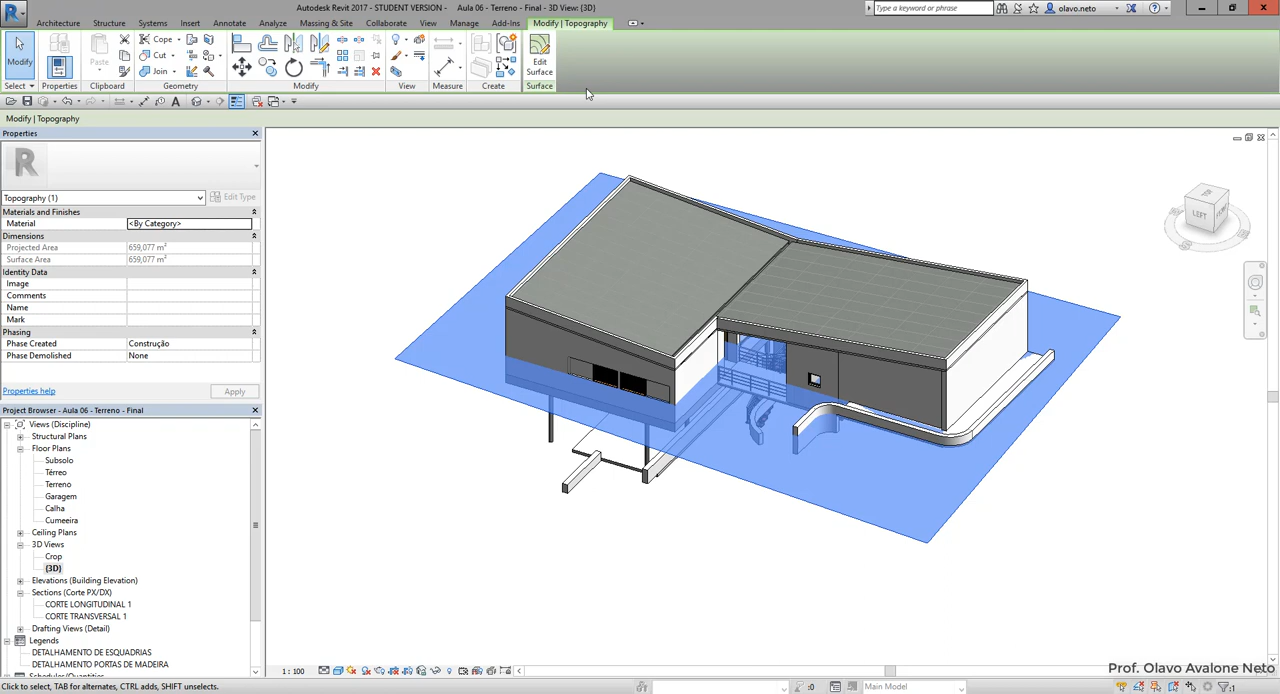 Autodesk Revit 2017 - STUDENT VERSION - Aula 06 - Terreno - Final - 3D View: {3D}
Type a keyword or phrase
olavo.neto
Architecture Structure Systems Insert Annotate Analyze Massing & Site Collaborate View Manage Add-Ins Modify | Topography
Modify
Paste
Cope
Cut
Join
Edit
Surface
Select Properties Clipboard Geometry Modify View Measure Create Surface
Modify | Topography
Properties
R
Topography (1)
Edit Type
Materials and Finishes
Material <By Category>
Dimensions
Projected Area 659,077 m²
Surface Area 659,077 m²
Identity Data
Image
Comments
Name
Mark
Phasing
Phase Created Construção
Phase Demolished None
Properties help
Apply
Project Browser - Aula 06 - Terreno - Final
Views (Discipline)
Structural Plans
Floor Plans
Subsolo
Térreo
Terreno
Garagem
Calha
Cumeeira
Ceiling Plans
3D Views
Crop
{3D}
Elevations (Building Elevation)
Sections (Corte PX/DX)
CORTE LONGITUDINAL 1
CORTE TRANSVERSAL 1
Drafting Views (Detail)
Legends
DETALHAMENTO DE ESQUADRIAS
DETALHAMENTO PORTAS DE MADEIRA
Schedules/Quantities
LEFT
1 : 100
Prof. Olavo Avalone Neto
Click to select, TAB for alternates, CTRL adds, SHIFT unselects.
:0
Main Model
:1